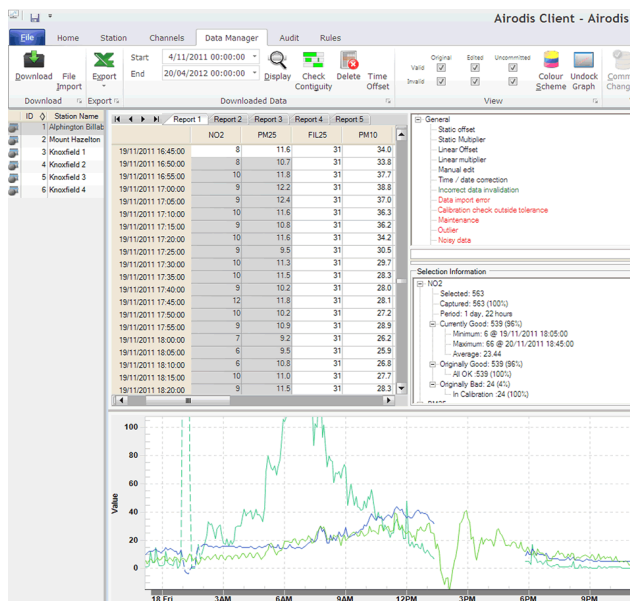 Airodis Client - Airodis
File Home Station Channels Data Manager Audit Rules
Start 4/11/2011 00:00:00
End 20/04/2012 00:00:00
Original Edited Uncommitted
Valid
Invalid
Download File Import Export Display Check Contiguity Delete Time Offset Colour Scheme Undock Graph
Download Export Downloaded Data View
ID Station Name
1 Alphington Billab
2 Mount Hazelton
3 Knoxfield 1
4 Knoxfield 2
5 Knoxfield 3
6 Knoxfield 4
Report 1 Report 2 Report 3 Report 4 Report 5
NO2 PM25 FIL25 PM10
19/11/2011 16:45:00 8 11.6 31 34.0
19/11/2011 16:50:00 8 10.7 31 33.8
19/11/2011 16:55:00 10 11.8 31 37.7
19/11/2011 17:00:00 9 12.2 31 38.8
19/11/2011 17:05:00 9 12.4 31 37.0
19/11/2011 17:10:00 10 11.6 31 36.3
19/11/2011 17:15:00 9 10.8 31 36.2
19/11/2011 17:20:00 10 11.6 31 34.2
19/11/2011 17:25:00 9 9.5 31 30.5
19/11/2011 17:30:00 10 11.3 31 29.7
19/11/2011 17:35:00 10 11.5 31 28.3
19/11/2011 17:40:00 9 10.2 31 28.0
19/11/2011 17:45:00 12 11.8 31 28.1
19/11/2011 17:50:00 10 10.2 31 27.2
19/11/2011 17:55:00 9 10.9 31 28.9
19/11/2011 18:00:00 7 9.2 31 26.2
19/11/2011 18:05:00 6 9.5 31 25.9
19/11/2011 18:10:00 6 10.8 31 26.8
19/11/2011 18:15:00 10 11.0 31 27.7
19/11/2011 18:20:00 9 11.5 31 28.3
General
Static offset
Static Multiplier
Linear Offset
Linear multiplier
Manual edit
Time / date correction
Incorrect data invalidation
Data import error
Calibration check outside tolerance
Maintenance
Outlier
Noisy data
Selection Information
NO2
Selected: 563
Captured: 563 (100%)
Period: 1 day, 22 hours
Currently Good: 539 (96%)
Minimum: 6 @ 19/11/2011 18:05:00
Maximum: 66 @ 20/11/2011 18:45:00
Average: 23.44
Originally Good: 539 (96%)
All OK :539 (100%)
Originally Bad: 24 (4%)
In Calibration :24 (100%)
Value
100
80
60
40
20
0
18 Fri 3AM 6AM 9AM 12PM 3PM 6PM 9PM